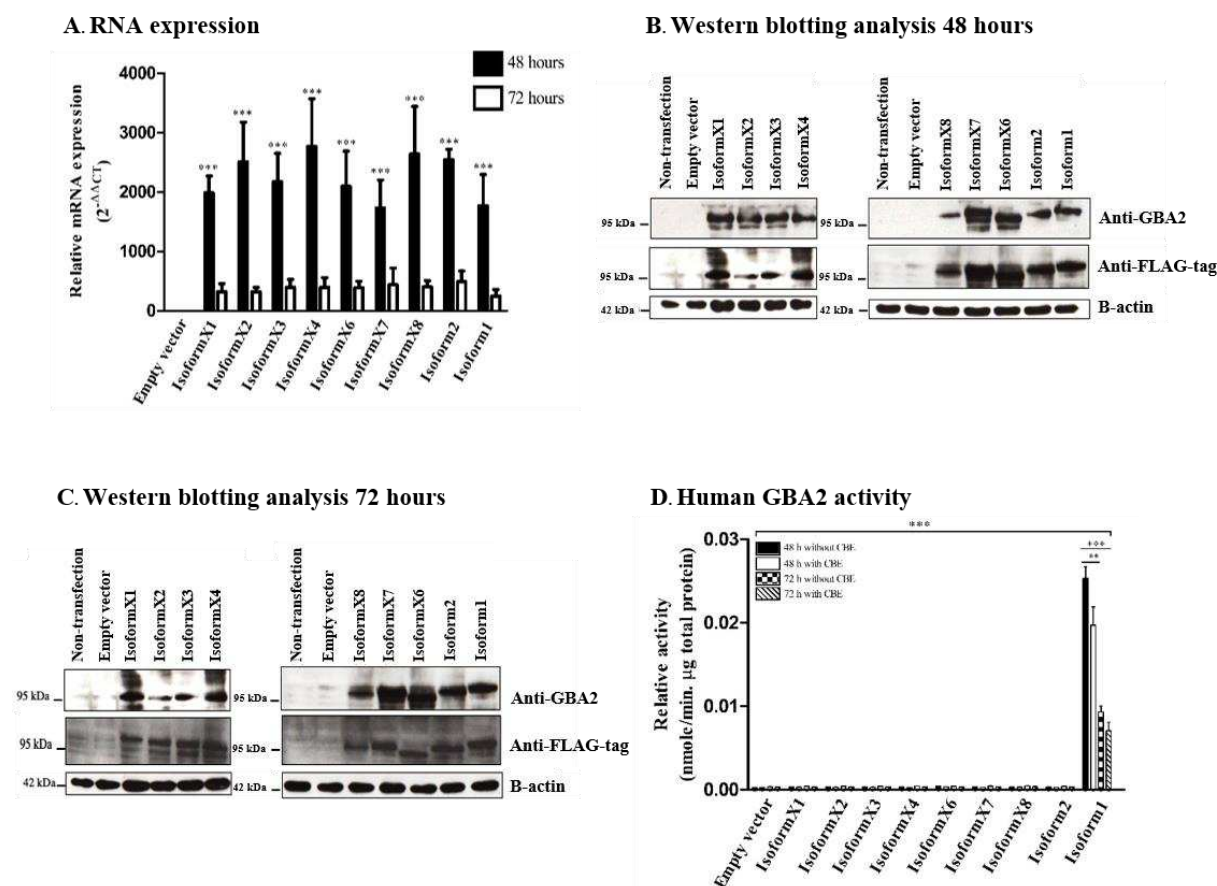 A. RNA expression
48 hours
72 hours
4000
3000
2000
1000
0
Relative mRNA expression
(2-ΔΔCT)
*** *** *** *** *** *** *** *** ***
Empty vector
IsoformX1
IsoformX2
IsoformX3
IsoformX4
IsoformX6
IsoformX7
IsoformX8
Isoform2
Isoform1
B. Western blotting analysis 48 hours
Non-transfection
Empty vector
IsoformX1
IsoformX2
IsoformX3
IsoformX4
Non-transfection
Empty vector
IsoformX8
IsoformX7
IsoformX6
Isoform2
Isoform1
95 kDa
95 kDa
Anti-GBA2
95 kDa
95 kDa
Anti-FLAG-tag
42 kDa
42 kDa
B-actin
C. Western blotting analysis 72 hours
Non-transfection
Empty vector
IsoformX1
IsoformX2
IsoformX3
IsoformX4
Non-transfection
Empty vector
IsoformX8
IsoformX7
IsoformX6
Isoform2
Isoform1
95 kDa
95 kDa
Anti-GBA2
95 kDa
95 kDa
Anti-FLAG-tag
42 kDa
42 kDa
B-actin
D. Human GBA2 activity
***
48 h without CBE
48 h with CBE
72 h without CBE
72 h with CBE
***
**
0.03
0.02
0.01
0.00
Relative activity
(nmole/min. µg total protein)
Empty vector
IsoformX1
IsoformX2
IsoformX3
IsoformX4
IsoformX6
IsoformX7
IsoformX8
Isoform2
Isoform1